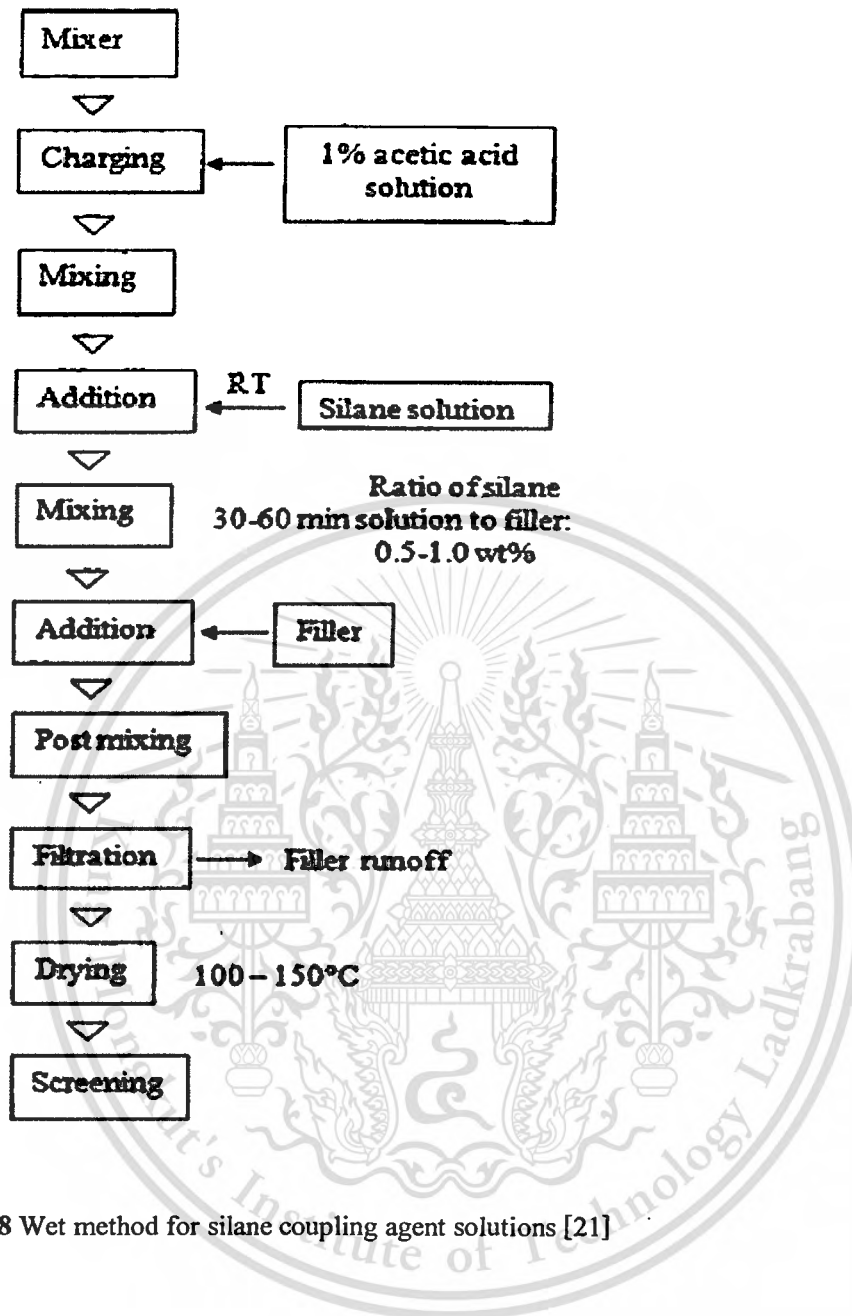 Mixer
Charging
1% acetic acid
solution
Mixing
Addition
RT
Silane solution
Mixing
Ratio of silane
30-60 min solution to filler:
0.5-1.0 wt%
Addition
Filler
Post mixing
Filtration
Filler runoff
Drying
100 – 150°C
Screening
8 Wet method for silane coupling agent solutions [21]
King Mongkut's Institute of Technology Ladkrabang